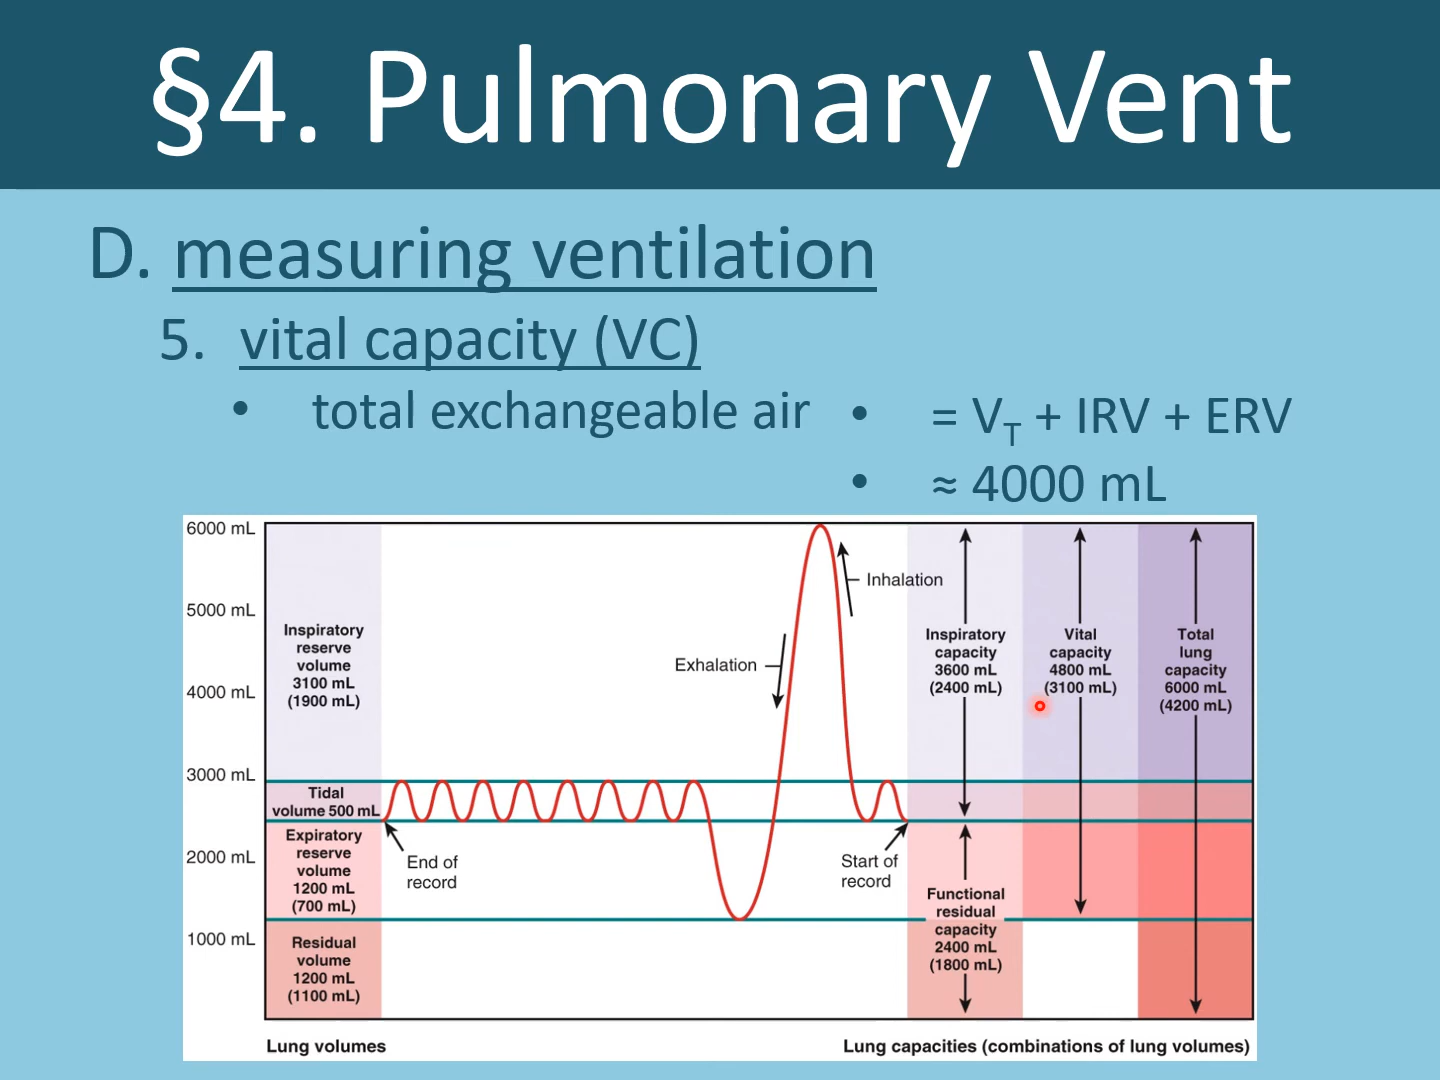 §4. Pulmonary Vent
D. measuring ventilation
5. vital capacity (VC)
• total exchangeable air
• = VT + IRV + ERV
• ≈ 4000 mL
6000 mL
5000 mL
4000 mL
3000 mL
2000 mL
1000 mL
Inspiratory
reserve
volume
3100 mL
(1900 mL)
Tidal
volume 500 mL
Expiratory
reserve
volume
1200 mL
(700 mL)
Residual
volume
1200 mL
(1100 mL)
End of
record
Exhalation
Inhalation
Start of
record
Inspiratory
capacity
3600 mL
(2400 mL)
Functional
residual
capacity
2400 mL
(1800 mL)
Vital
capacity
4800 mL
(3100 mL)
Total
lung
capacity
6000 mL
(4200 mL)
Lung volumes
Lung capacities (combinations of lung volumes)